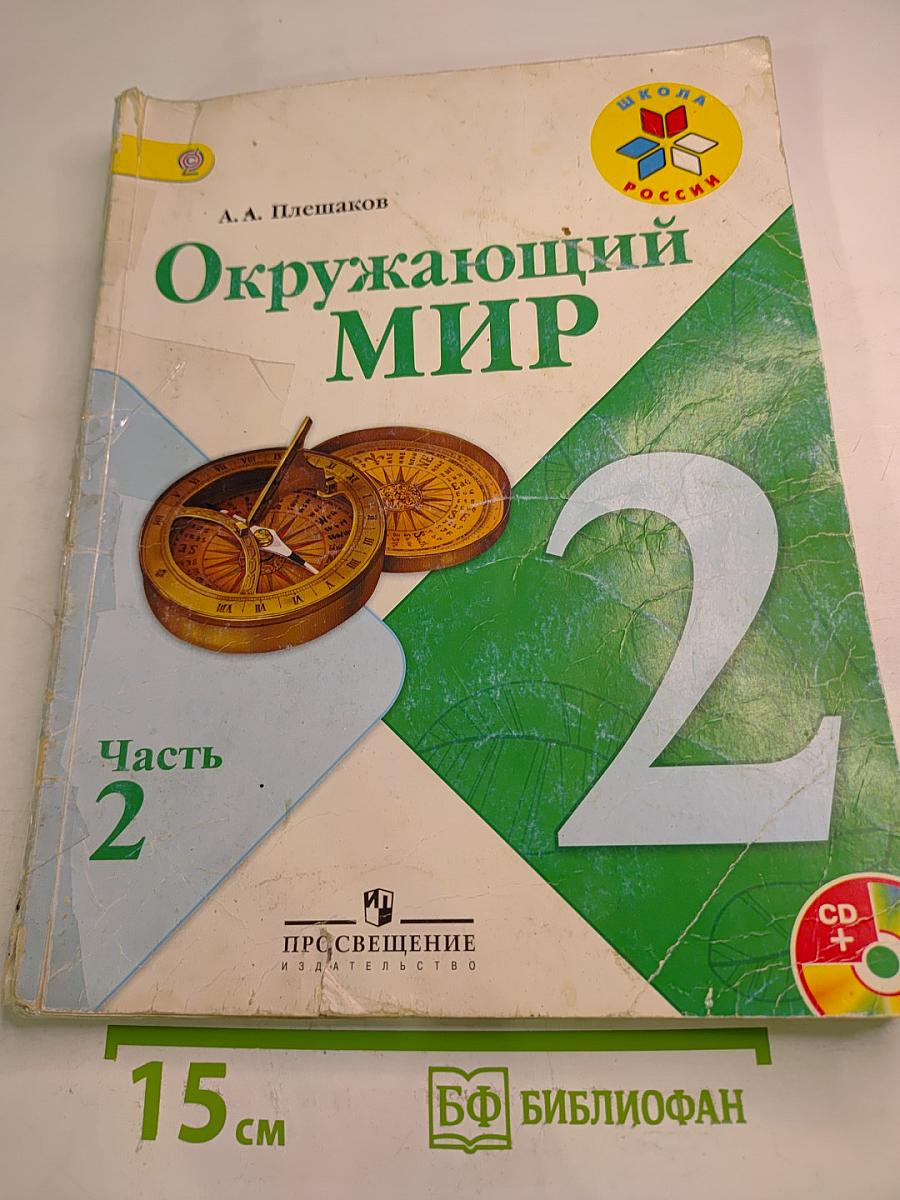 ШКОЛА
РОССИИ
А. А. Плешаков
Окружающий
МИР
2
Часть
2
CD
+
ПРОСВЕЩЕНИЕ
ИЗДАТЕЛЬСТВО
15 см
БФ БИБЛИОФАН